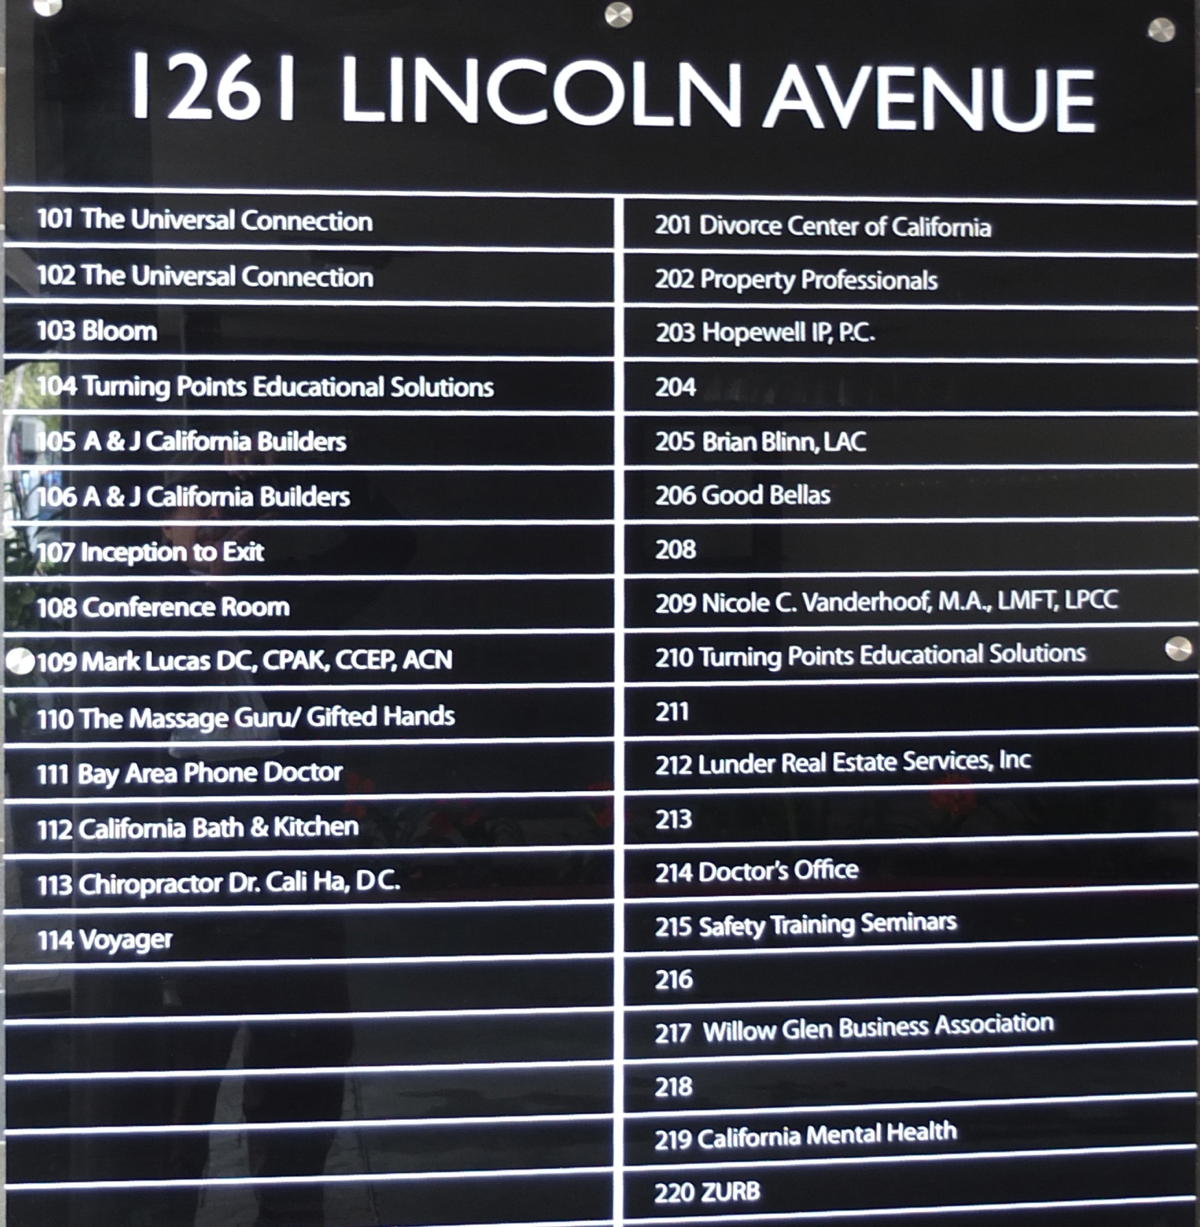 1261 LINCOLN AVENUE
101 The Universal Connection
102 The Universal Connection
103 Bloom
104 Turning Points Educational Solutions
105 A & J California Builders
106 A & J California Builders
107 Inception to Exit
108 Conference Room
109 Mark Lucas DC, CPAK, CCEP, ACN
110 The Massage Guru/ Gifted Hands
111 Bay Area Phone Doctor
112 California Bath & Kitchen
113 Chiropractor Dr. Cali Ha, D C.
114 Voyager
201 Divorce Center of California
202 Property Professionals
203 Hopewell IP, P.C.
204
205 Brian Blinn, LAC
206 Good Bellas
208
209 Nicole C. Vanderhoof, M.A., LMFT, LPCC
210 Turning Points Educational Solutions
211
212 Lunder Real Estate Services, Inc
213
214 Doctor's Office
215 Safety Training Seminars
216
217 Willow Glen Business Association
218
219 California Mental Health
220 ZURB